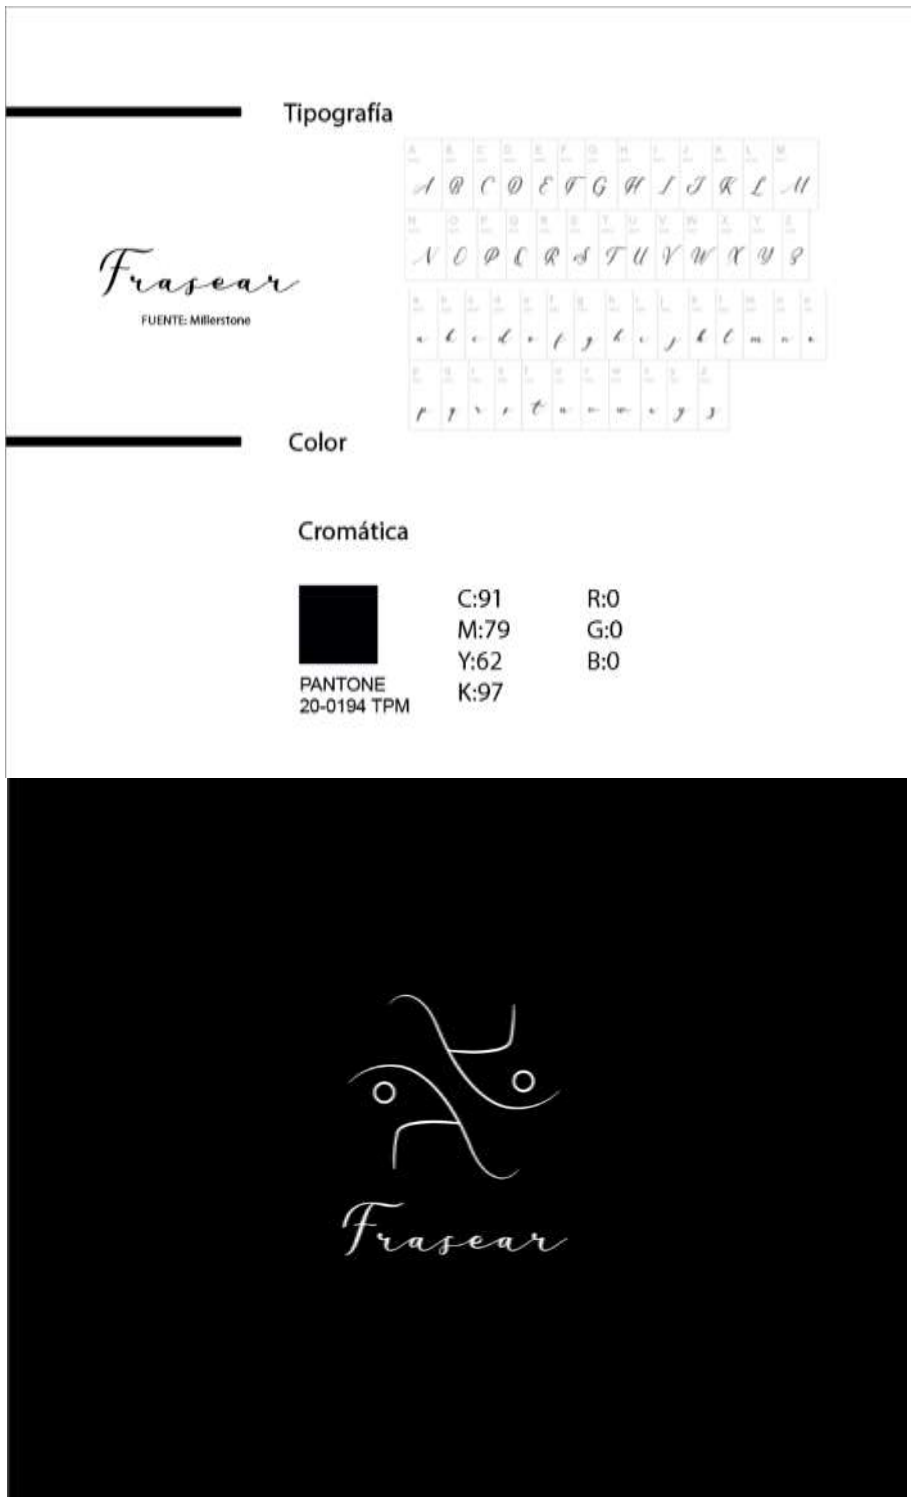 Tipografía
A B C D E F G H I J K L M
A B C D E F G H I J K L M
N O P Q R S T U V W X Y Z
N O P Q R S T U V W X Y Z
Frasear
FUENTE: Millerstone
a b c d e f g h i j k l m n o
a b c d e f g h i j k l m n o
p q r s t u v w x y z
p q r s t u v w x y z
Color
Cromática
C:91 R:0
M:79 G:0
Y:62 B:0
K:97
PANTONE
20-0194 TPM
Frasear